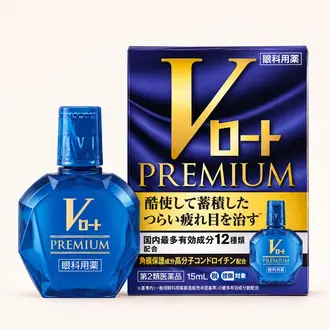 眼科用薬
Vロート
PREMIUM
酷使して蓄積した
つらい疲れ目を治す
国内最多有効成分12種類
配合
角膜保護成分高分子コンドロイチン配合
第2類医薬品
15mL
対象
Vロート
PREMIUM
眼科用薬